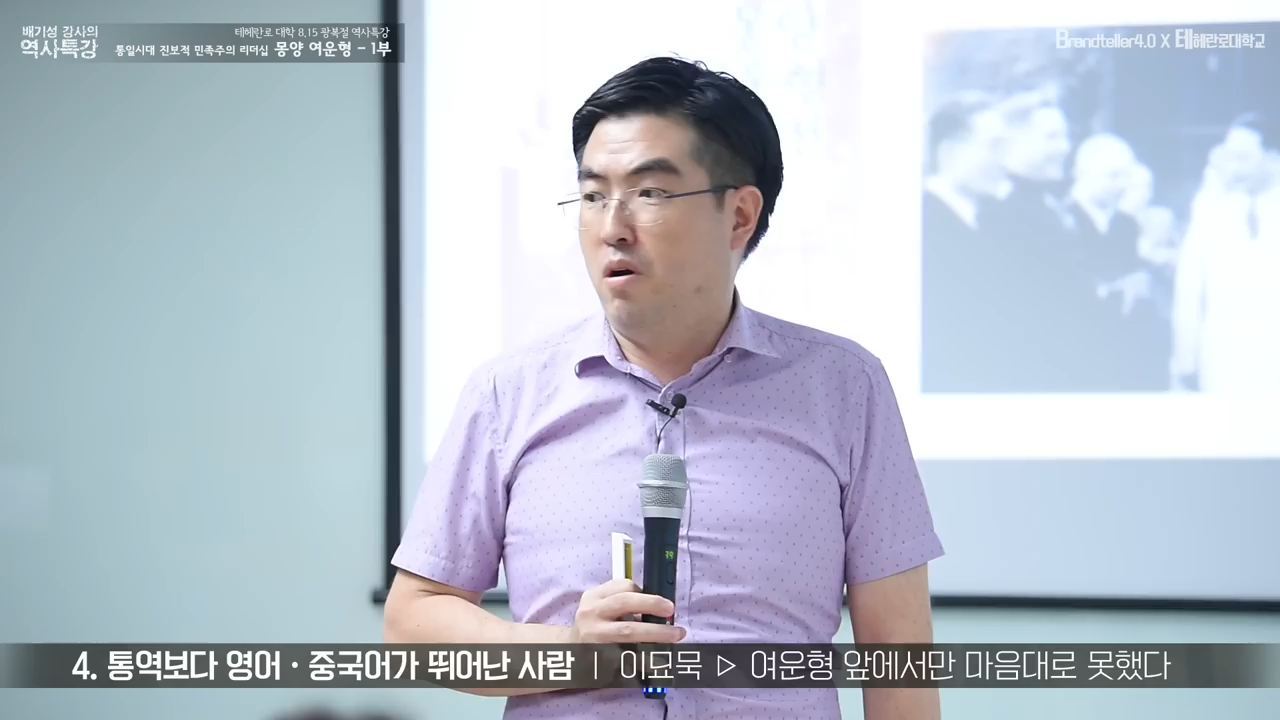 배기성 강사의
역사특강
테헤란로 대학 8.15 광복절 역사특강
통일시대 진보적 민족주의 리더십 몽양 여운형 - 1부
Brandteller4.0 X 테헤란로대학교
4. 통역보다 영어·중국어가 뛰어난 사람 | 이묘묵 ▷ 여운형 앞에서만 마음대로 못했다